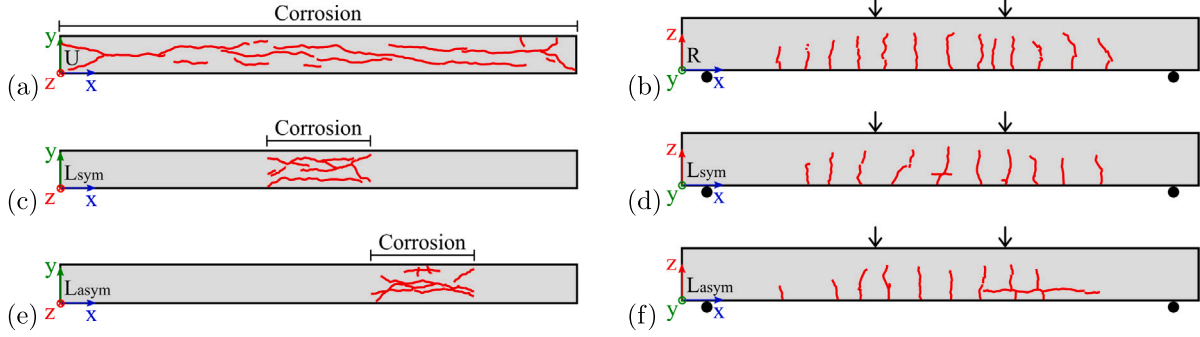 Corrosion
y
U
z
x
(a)
z
R
y
x
(b)
Corrosion
y
Lsym
z
x
(c)
z
Lsym
y
x
(d)
Corrosion
y
Lasym
z
x
(e)
z
Lasym
y
x
(f)